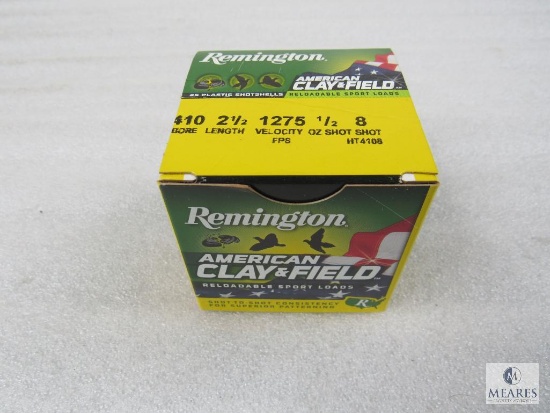 Remington
25 PLASTIC SHOTSHELLS
AMERICAN
CLAY & FIELD
RELOADABLE SPORT LOADS
410 2½ 1275 1/2 8
BORE LENGTH VELOCITY OZ SHOT SHOT
FPS HT4108
Remington
AMERICAN
CLAY & FIELD
RELOADABLE SPORT LOADS
SHOT TO SHOT CONSISTENCY
FOR SUPERIOR PATTERNING
R
M
MEARES